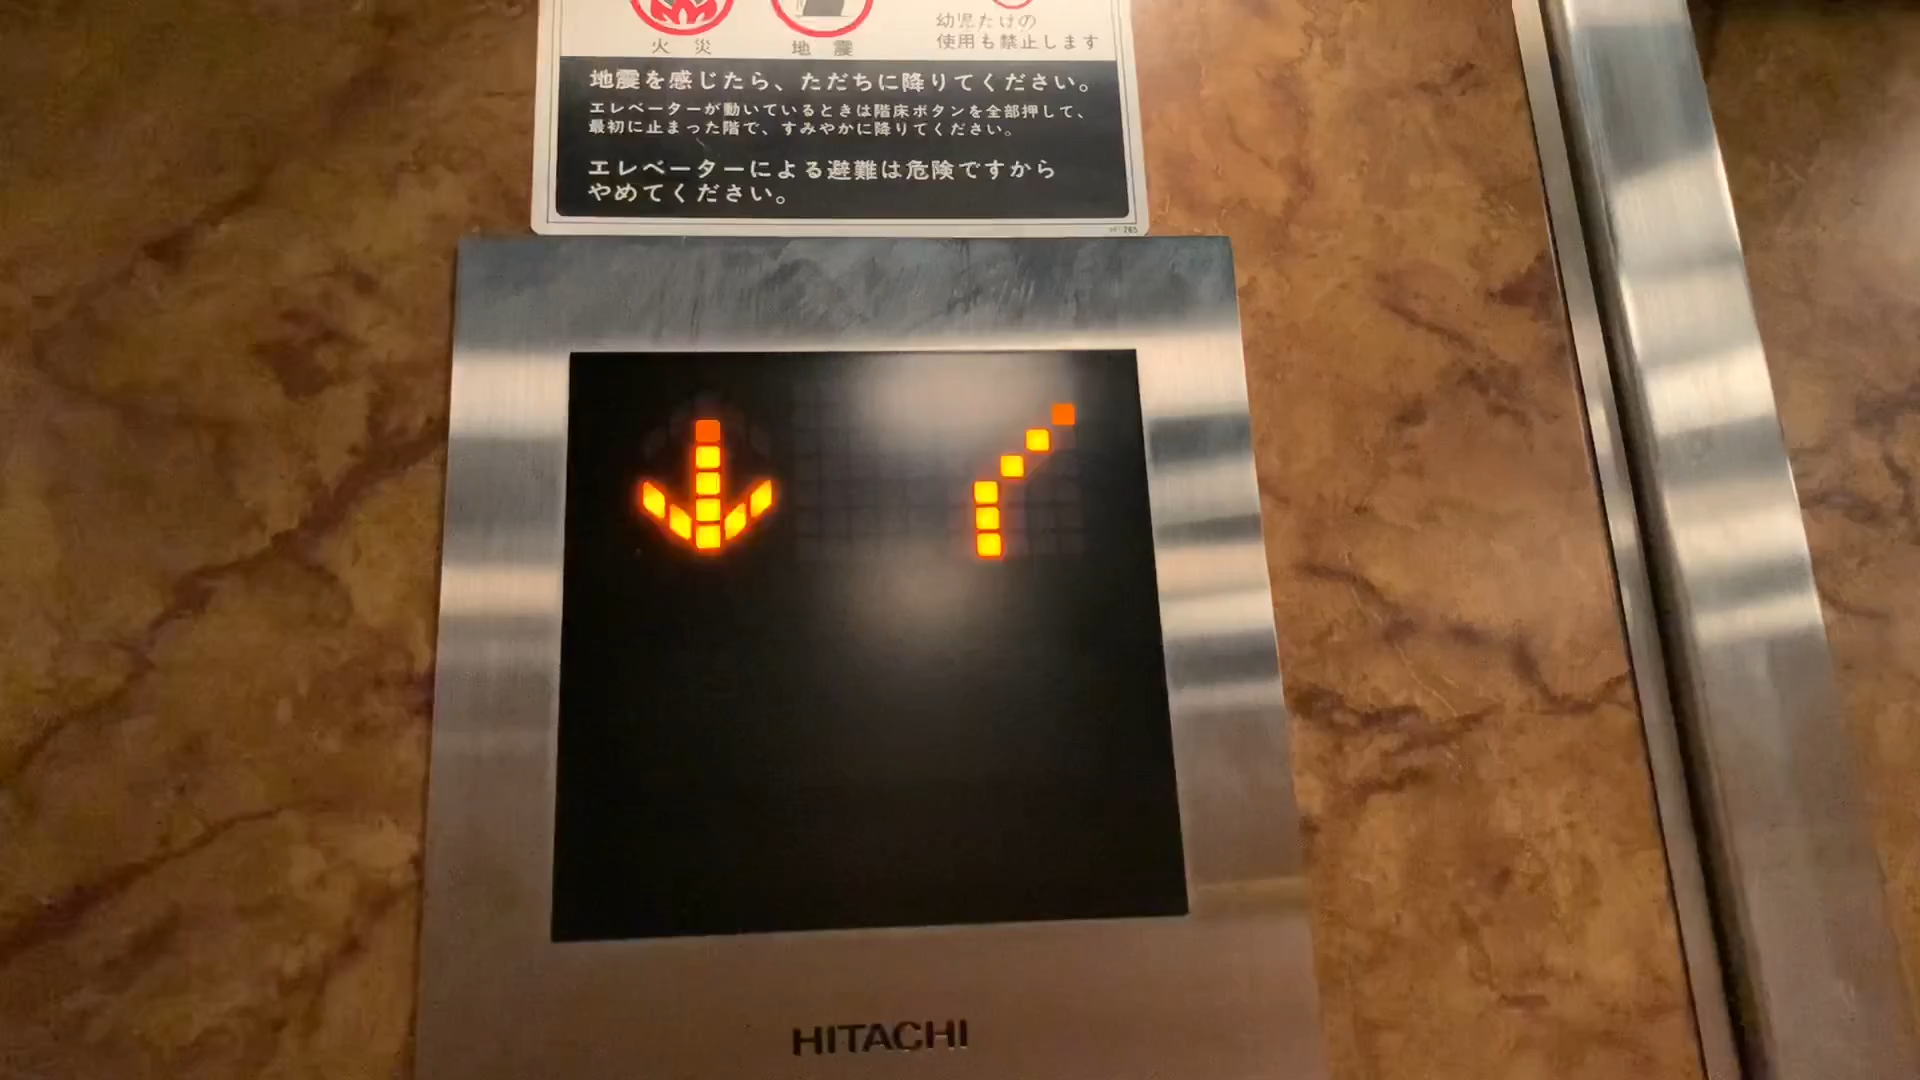 火災
地震
幼児だけの
使用も禁止します
地震を感じたら、ただちに降りてください。
エレベーターが動いているときは階床ボタンを全部押して、
最初に止まった階で、すみやかに降りてください。
エレベーターによる避難は危険ですから
やめてください。
HITACHI